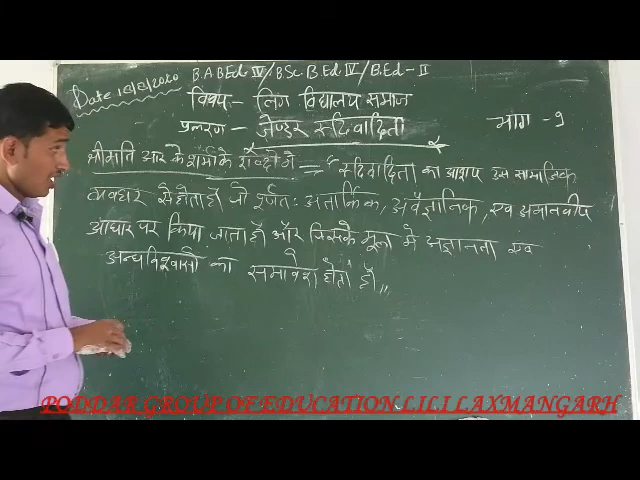 B.A B.Ed. IV / B.Sc. B.Ed. IV / B.Ed - II
Date 18/8/2020
विषय - लिंग विद्यालय समाज
प्रकरण - जेण्डर रूढिवादिता
भाग - 9
श्रीमति आर के शर्मा के शब्दो मे = "रूढिवादिता का आशय उस सामाजिक
व्यवहार से होता है जो पूर्णतः अतार्किक, अवैज्ञानिक, एवं अमानवीय
आधार पर किया जाता है और जिसके मूल मे अज्ञानता एवं
अन्धविश्वासो का समावेश होता है"
PODDAR GROUP OF EDUCATION LILI LAXMANGARH